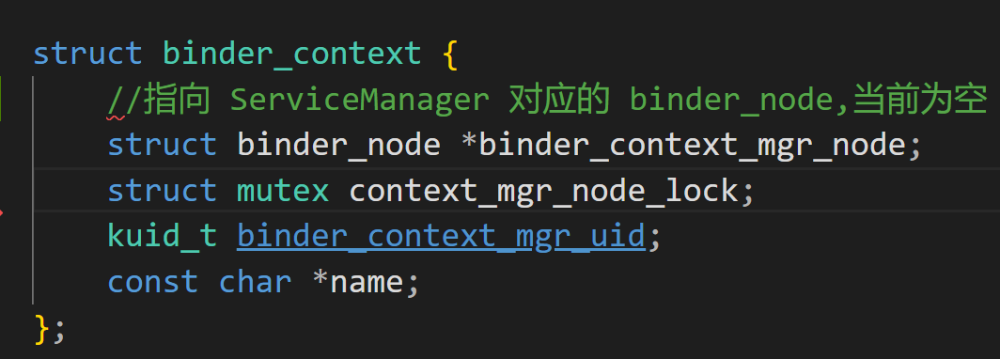 struct binder_context {
//指向 ServiceManager 对应的 binder_node,当前为空
struct binder_node *binder_context_mgr_node;
struct mutex context_mgr_node_lock;
kuid_t binder_context_mgr_uid;
const char *name;
};